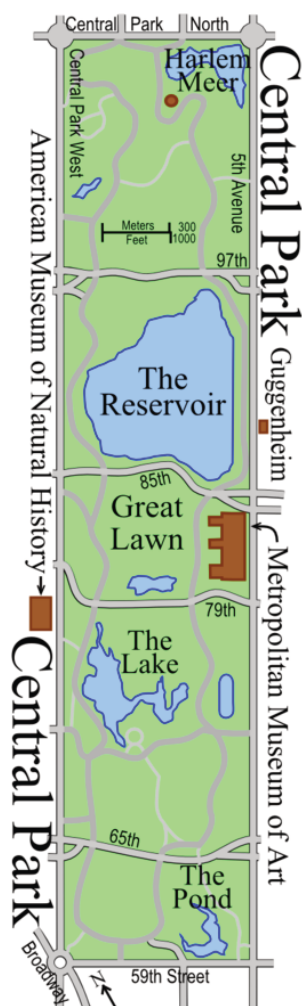 Central Park North
Harlem
Meer
Central Park West
5th Avenue
Central Park
American Museum of Natural History
Meters 300
Feet 1000
97th
Guggenheim
The
Reservoir
85th
Great
Lawn
Metropolitan Museum of Art
79th
The
Lake
Central Park
65th
The
Pond
Broadway
59th Street
N